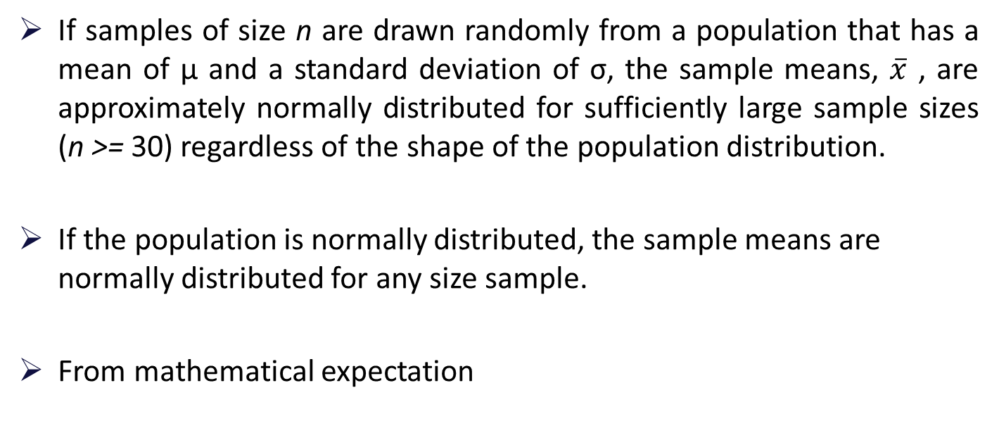 ➢ If samples of size n are drawn randomly from a population that has a
mean of μ and a standard deviation of σ, the sample means, x̄ , are
approximately normally distributed for sufficiently large sample sizes
(n >= 30) regardless of the shape of the population distribution.
➢ If the population is normally distributed, the sample means are
normally distributed for any size sample.
➢ From mathematical expectation